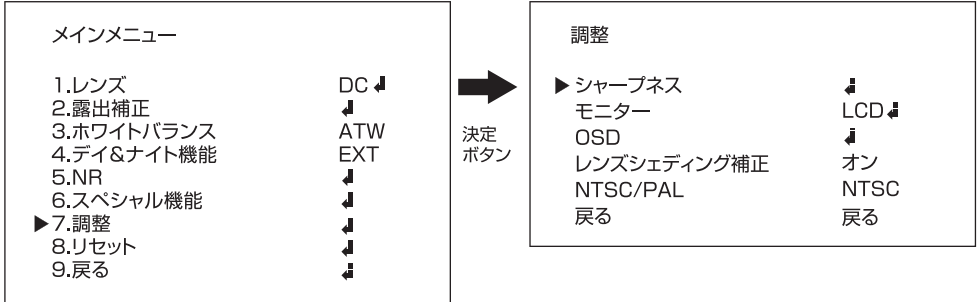 メインメニュー
1.レンズ DC↲
2.露出補正 ↲
3.ホワイトバランス ATW
4.デイ&ナイト機能 EXT
5.NR ↲
6.スペシャル機能 ↲
▶7.調整 ↲
8.リセット ↲
9.戻る ↲
決定
ボタン
調整
▶シャープネス ↲
モニター LCD↲
OSD ↲
レンズシェディング補正 オン
NTSC/PAL NTSC
戻る 戻る